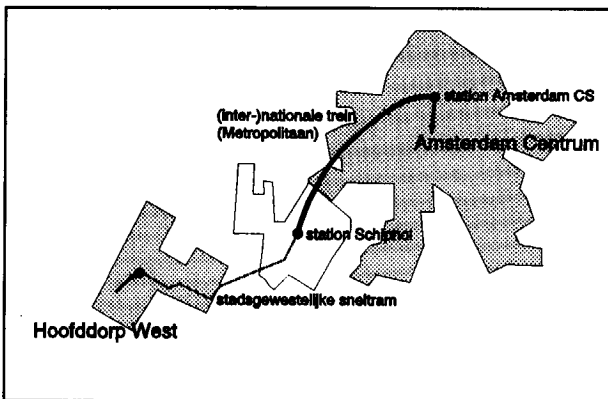 station Amsterdam CS
(inter-)nationale trein
(Metropolitaan)
Amsterdam Centrum
station Schiphol
stadsgewestelijke sneltram
Hoofddorp West